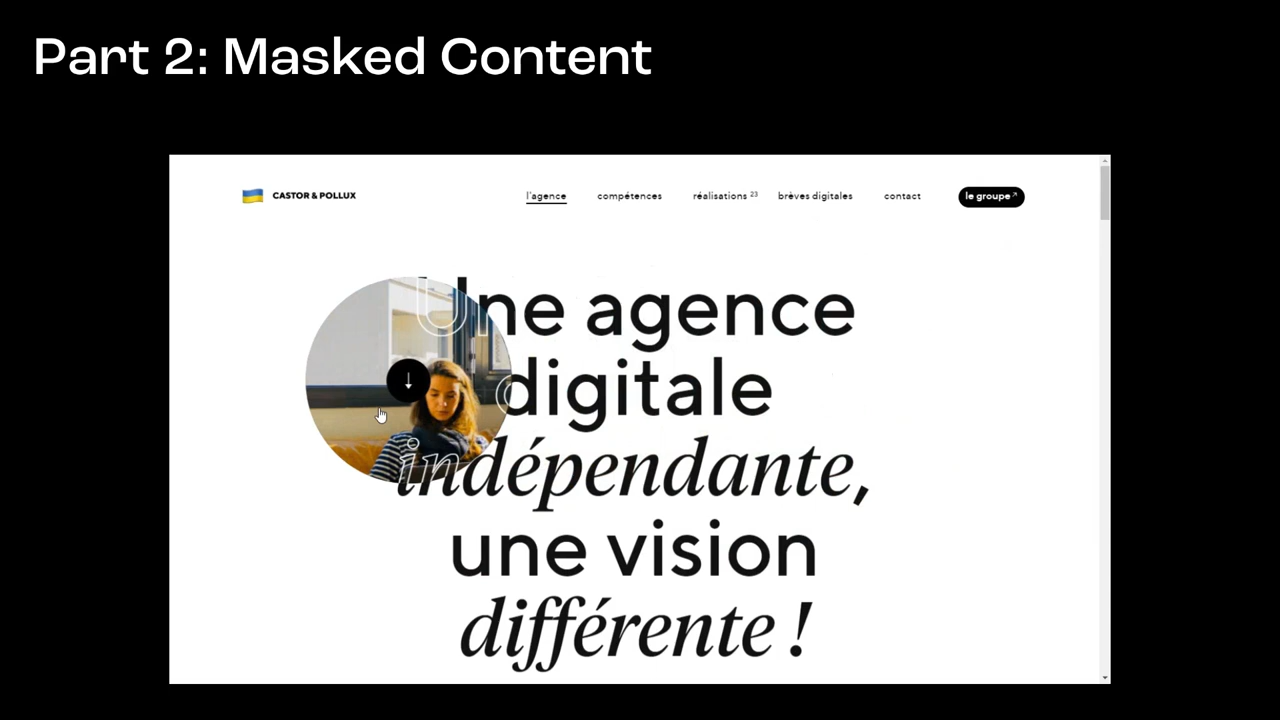 Part 2: Masked Content
CASTOR & POLLUX
l'agence compétences réalisations 23 brèves digitales contact le groupe↗
Une agence
digitale
indépendante,
une vision
différente !